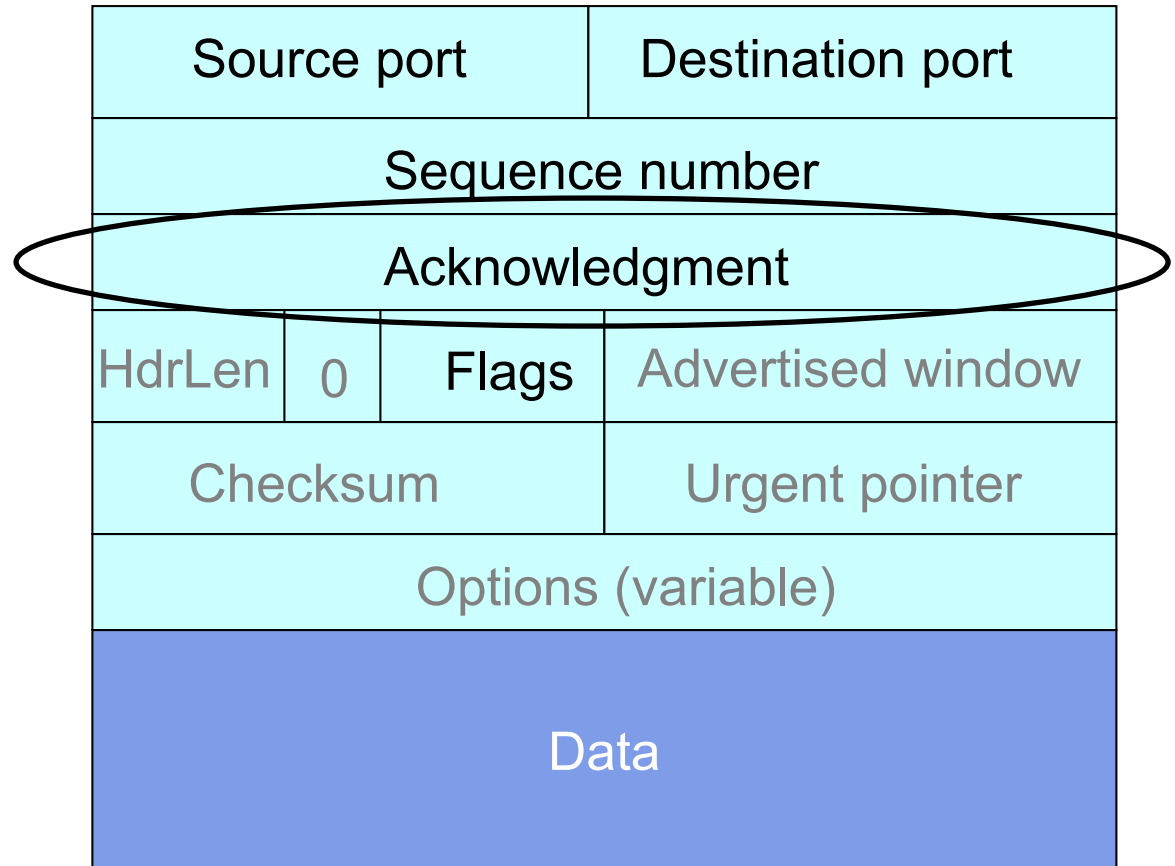 Source port Destination port
Sequence number
Acknowledgment
HdrLen 0 Flags Advertised window
Checksum Urgent pointer
Options (variable)
Data